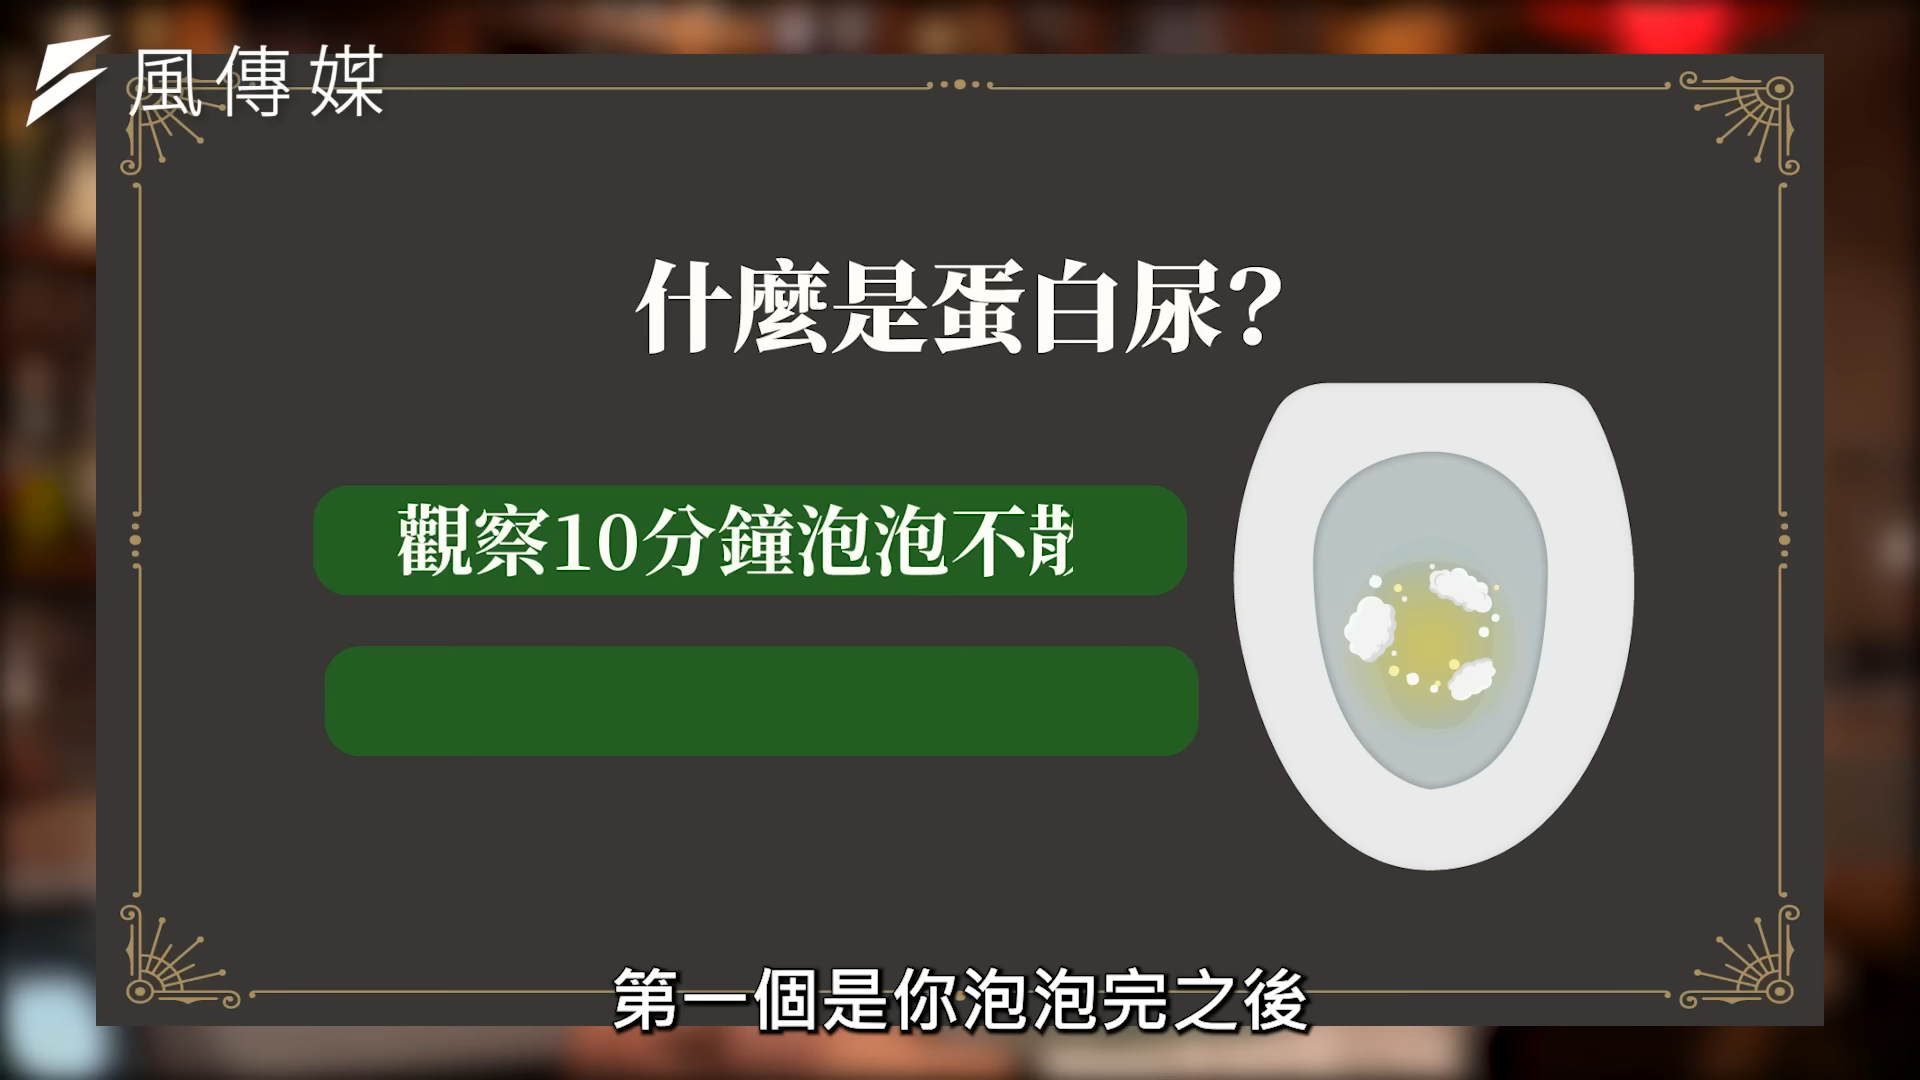 風傳媒
什麼是蛋白尿?
觀察10分鐘泡泡不散
第一個是你泡泡完之後